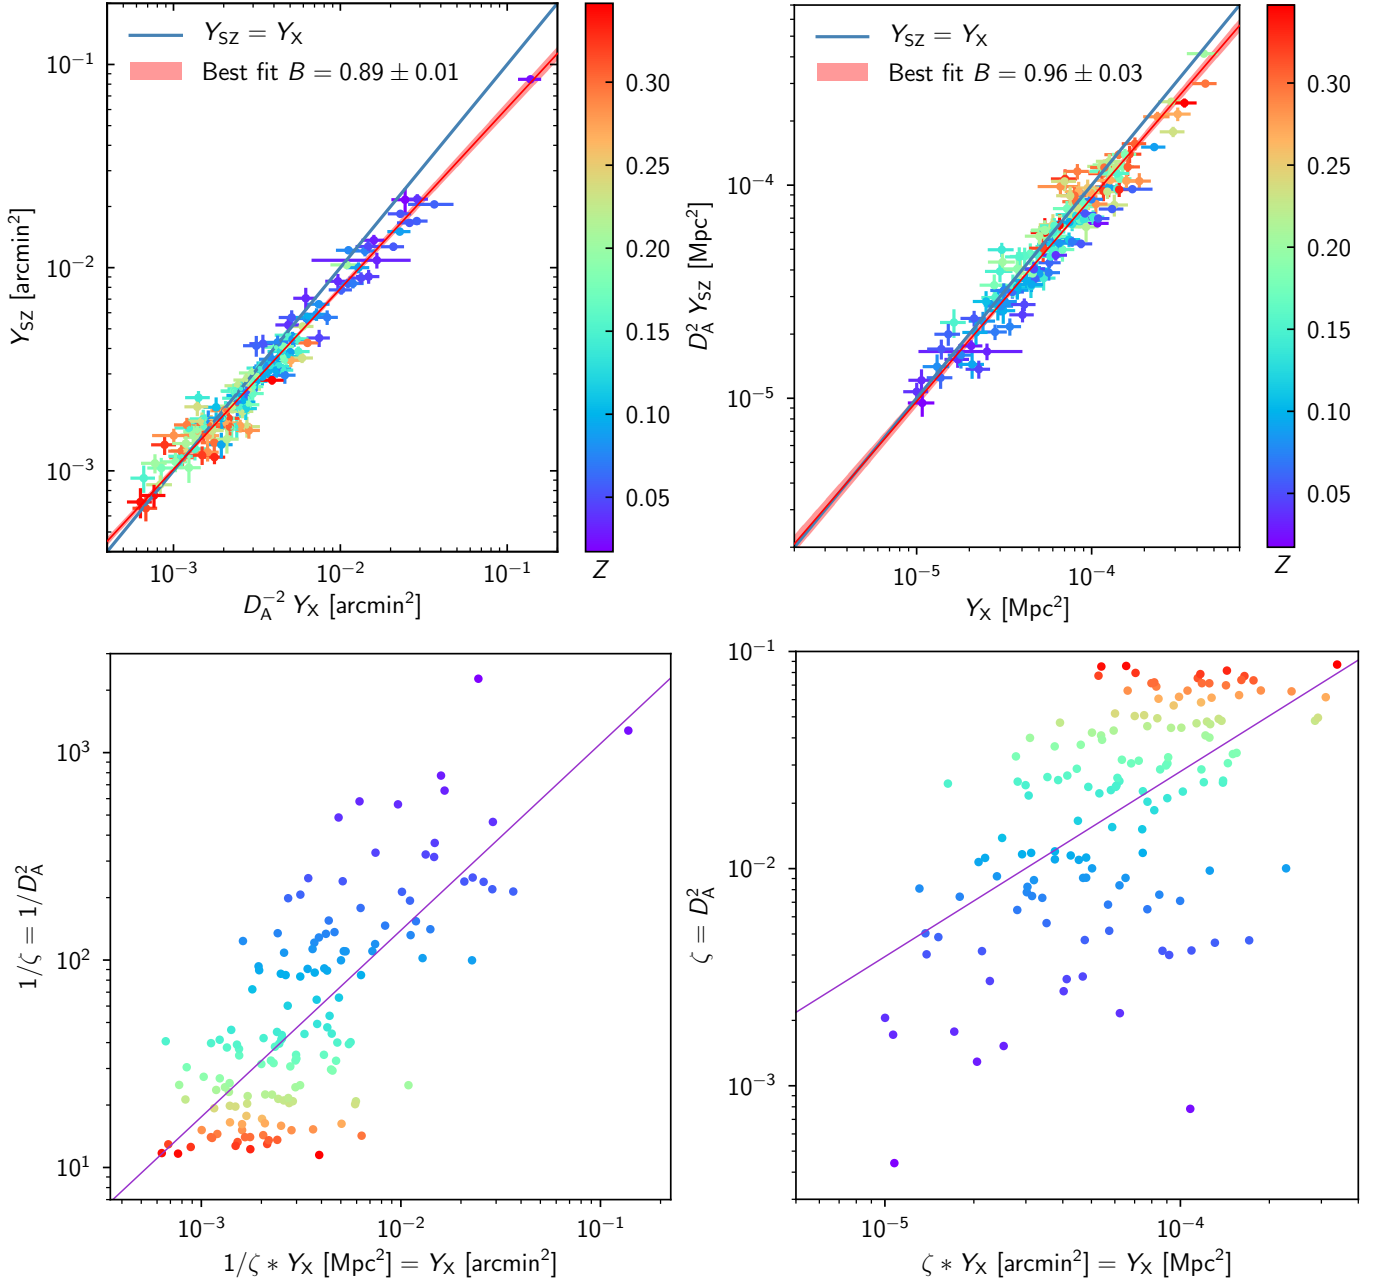 Y_SZ = Y_X
Best fit B = 0.89 ± 0.01
10⁻¹
10⁻²
10⁻³
Y_SZ [arcmin²]
10⁻³ 10⁻² 10⁻¹
D_A⁻² Y_X [arcmin²]
0.30
0.25
0.20
0.15
0.10
0.05
Z
Y_SZ = Y_X
Best fit B = 0.96 ± 0.03
10⁻⁴
10⁻⁵
D_A² Y_SZ [Mpc²]
10⁻⁵ 10⁻⁴
Y_X [Mpc²]
0.30
0.25
0.20
0.15
0.10
0.05
Z
10³
10²
10¹
1/ζ = 1/D_A²
10⁻³ 10⁻² 10⁻¹
1/ζ * Y_X [Mpc²] = Y_X [arcmin²]
10⁻¹
10⁻²
10⁻³
ζ = D_A²
10⁻⁵ 10⁻⁴
ζ * Y_X [arcmin²] = Y_X [Mpc²]